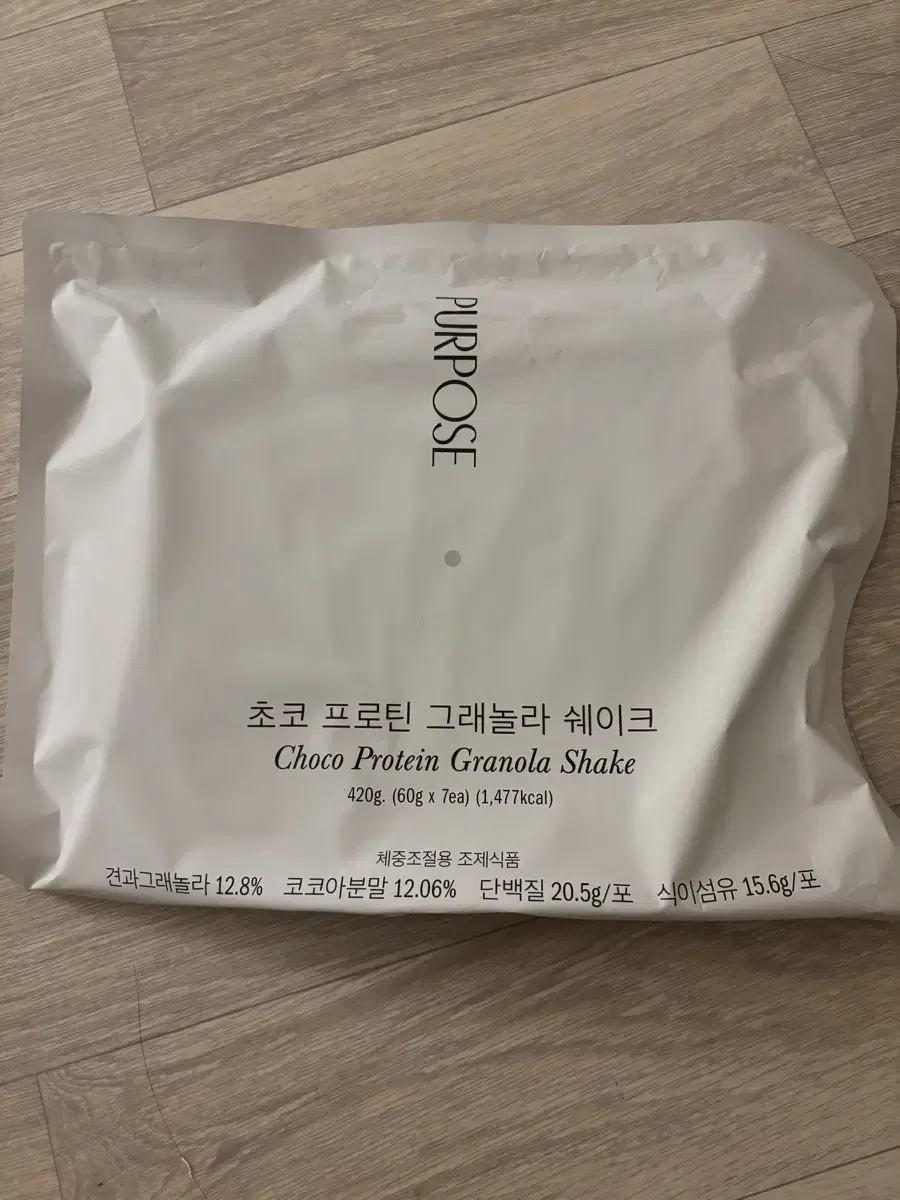 PURPOSE
초코 프로틴 그래놀라 쉐이크
Choco Protein Granola Shake
420g. (60g x 7ea) (1,477kcal)
체중조절용 조제식품
견과그래놀라 12.8% 코코아분말 12.06% 단백질 20.5g/포 식이섬유 15.6g/포